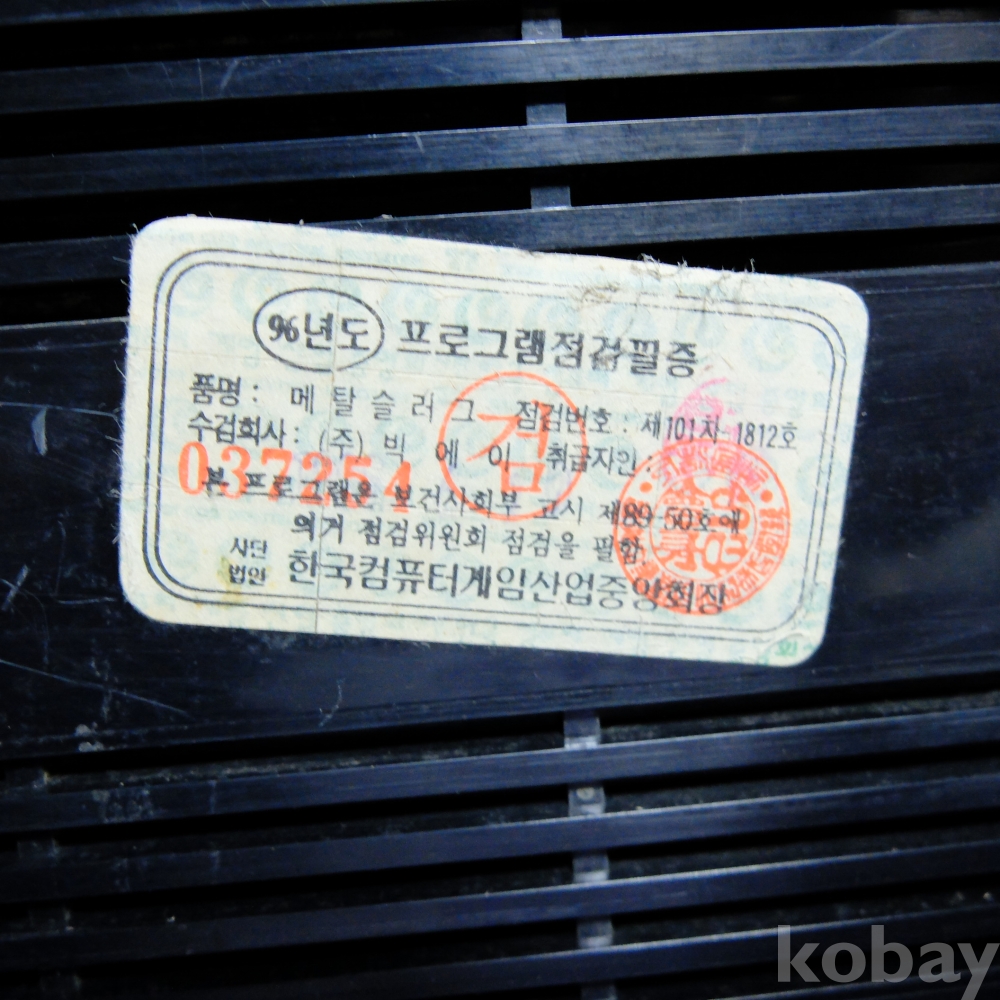 96년도 프로그램점검필증
품명 : 메탈슬러그 점검번호 : 제101차-1812호
수검회사 : (주)빅에이 취급자인 :
검
037254
본 프로그램은 보건사회부 고시 제89-50호에
의거 점검위원회 점검을 필함
사단
법인 한국컴퓨터게임산업중앙회장
kobay